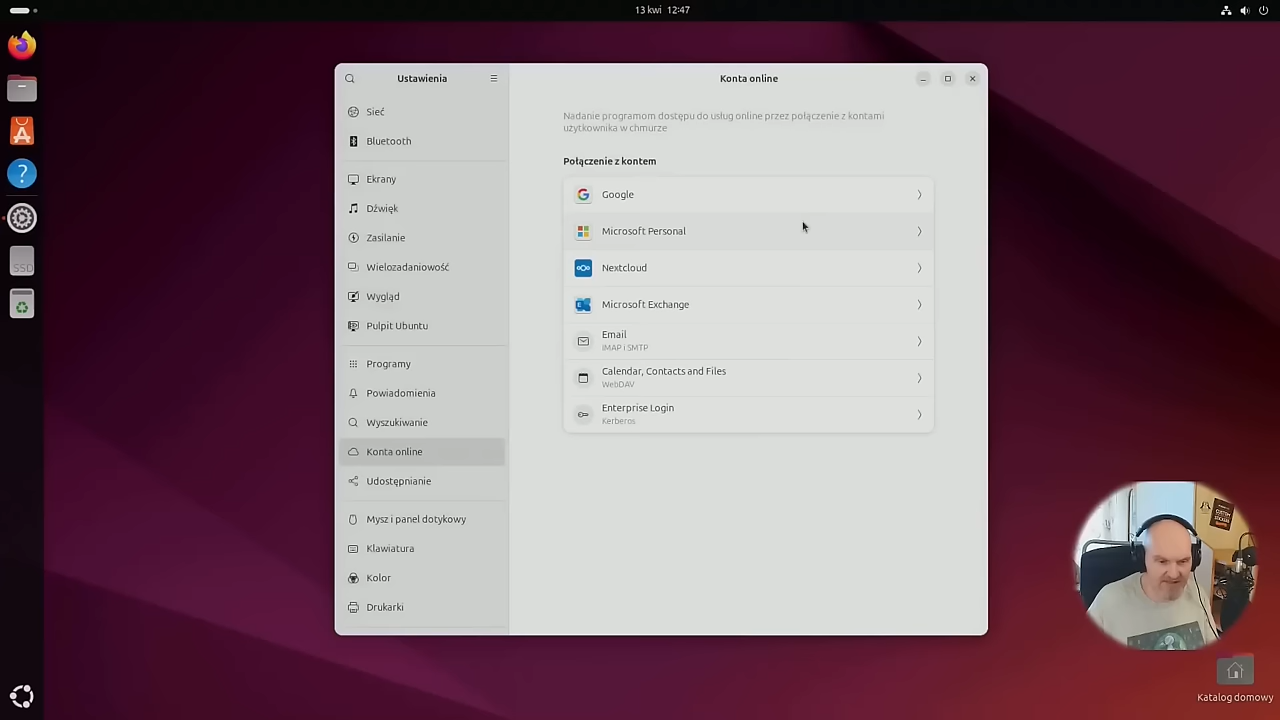 13 kwi 12:47
Ustawienia
Konta online
Sieć
Bluetooth
Ekrany
Dźwięk
Zasilanie
Wielozadaniowość
Wygląd
Pulpit Ubuntu
Programy
Powiadomienia
Wyszukiwanie
Konta online
Udostępnianie
Mysz i panel dotykowy
Klawiatura
Kolor
Drukarki
Nadanie programom dostępu do usług online przez połączenie z kontami
użytkownika w chmurze
Połączenie z kontem
Google
Microsoft Personal
Nextcloud
Microsoft Exchange
Email
IMAP i SMTP
Calendar, Contacts and Files
WebDAV
Enterprise Login
Kerberos
SSD
Katalog domowy